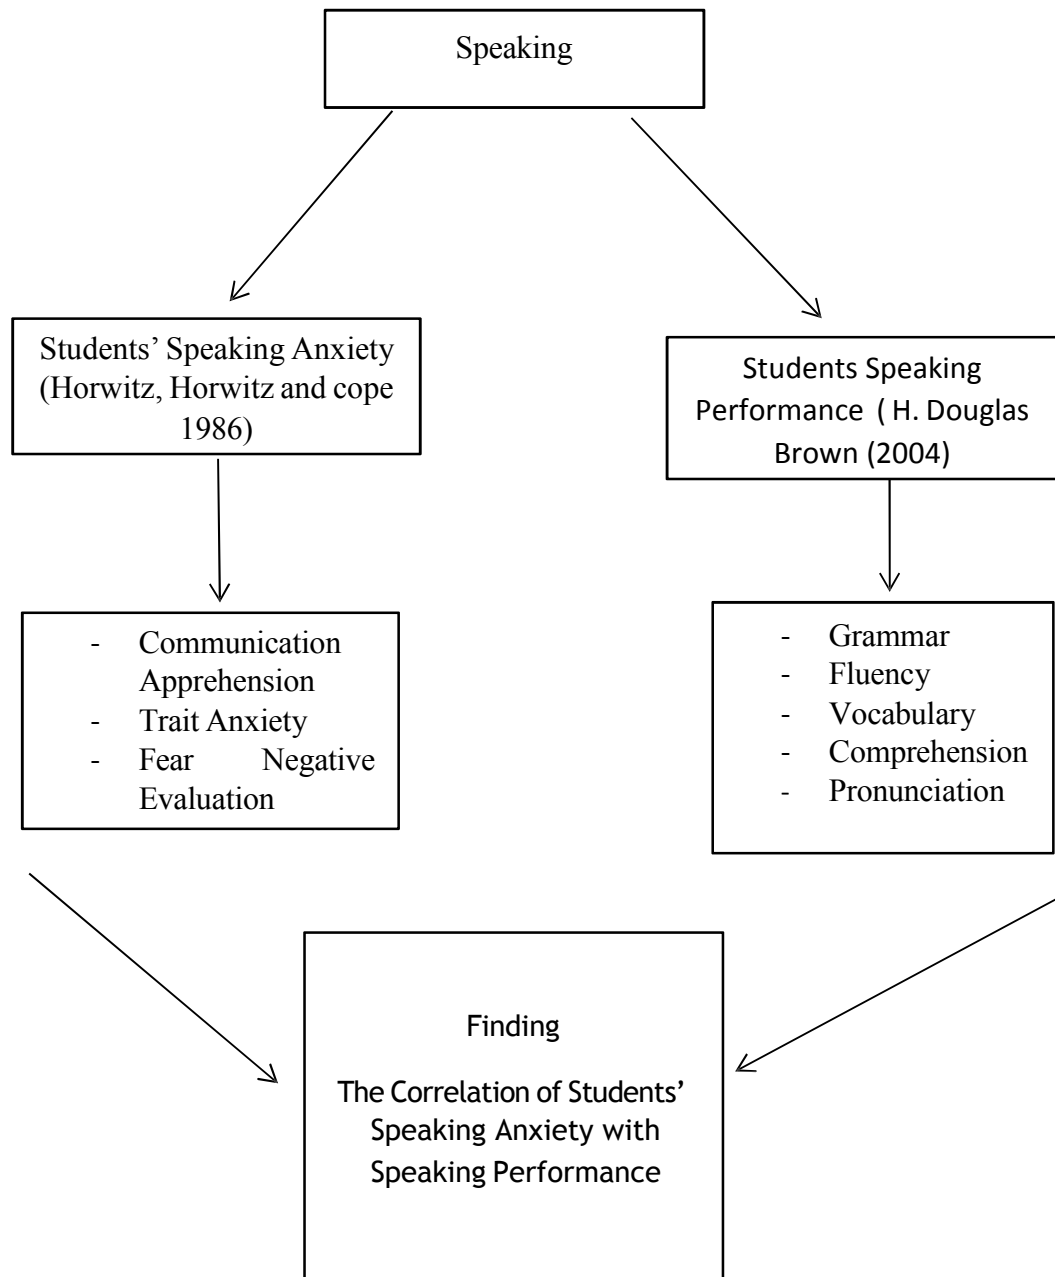 Speaking
Students’ Speaking Anxiety
(Horwitz, Horwitz and cope
1986)
Students Speaking
Performance ( H. Douglas
Brown (2004)
- Communication
Apprehension
- Trait Anxiety
- Fear Negative
Evaluation
- Grammar
- Fluency
- Vocabulary
- Comprehension
- Pronunciation
Finding
The Correlation of Students’
Speaking Anxiety with
Speaking Performance